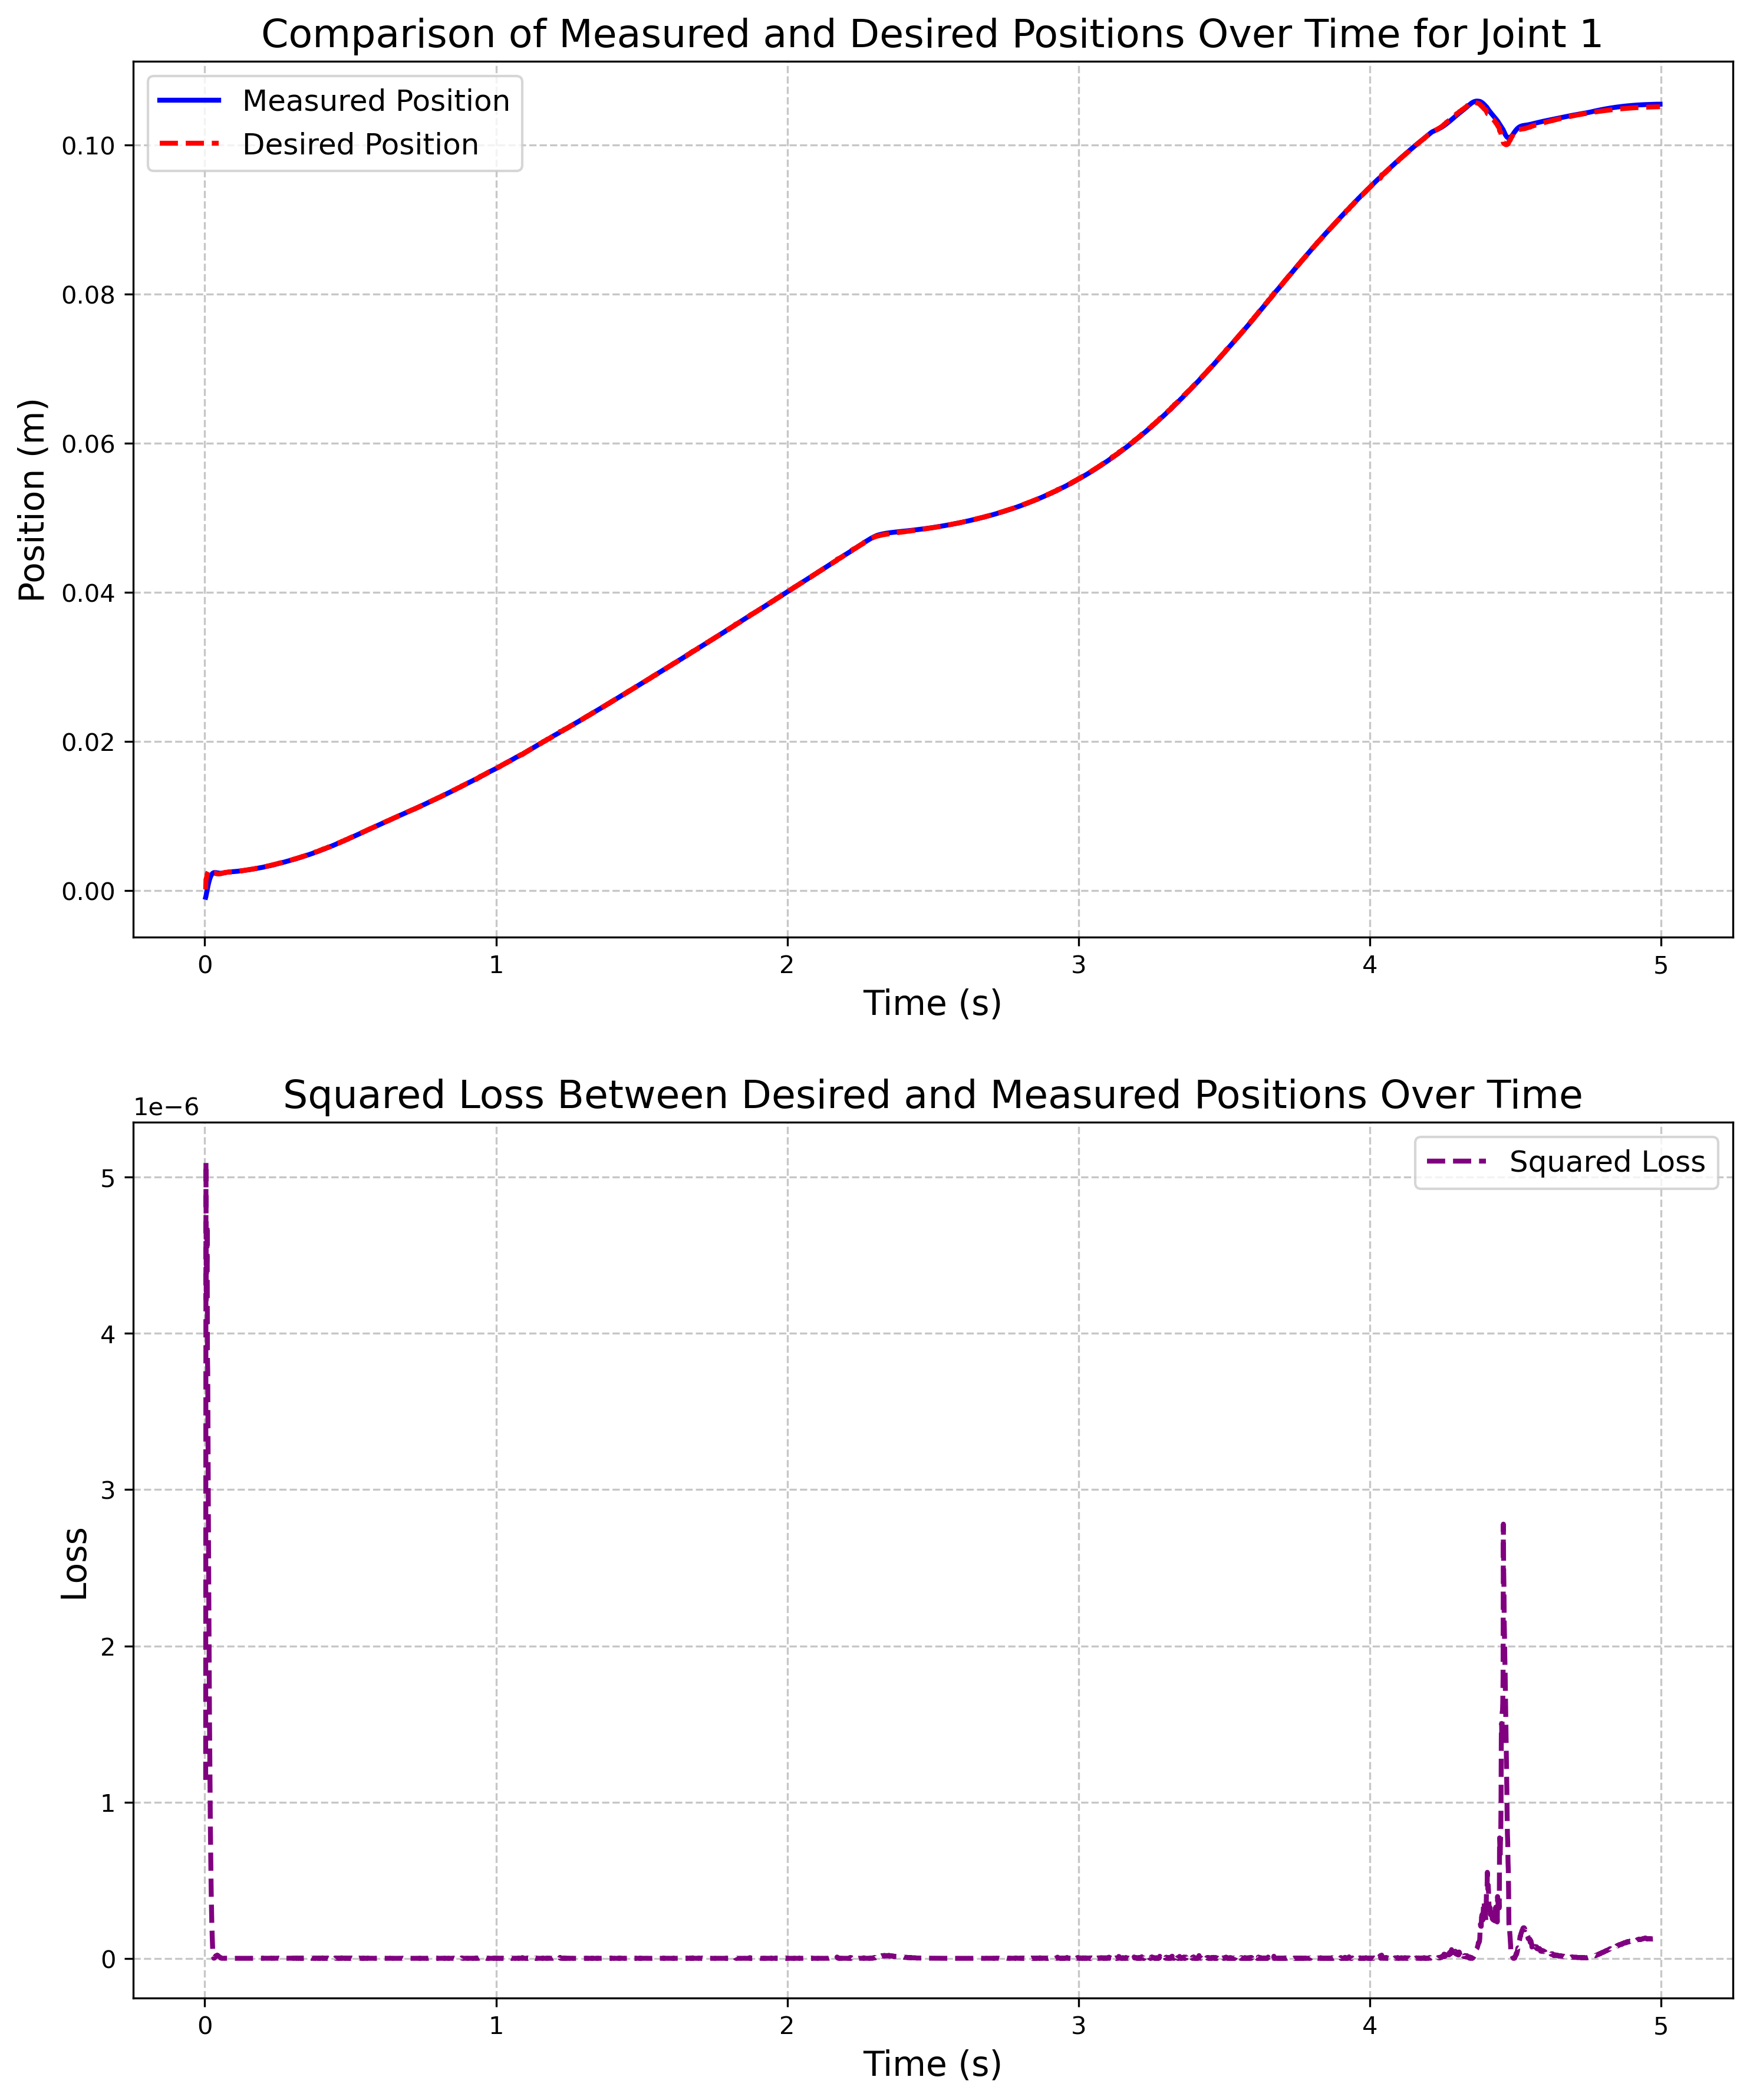 Comparison of Measured and Desired Positions Over Time for Joint 1
Measured Position
Desired Position
Position (m)
0.10
0.08
0.06
0.04
0.02
0.00
0 1 2 3 4 5
Time (s)
Squared Loss Between Desired and Measured Positions Over Time
1e−6
Squared Loss
Loss
5
4
3
2
1
0
0 1 2 3 4 5
Time (s)